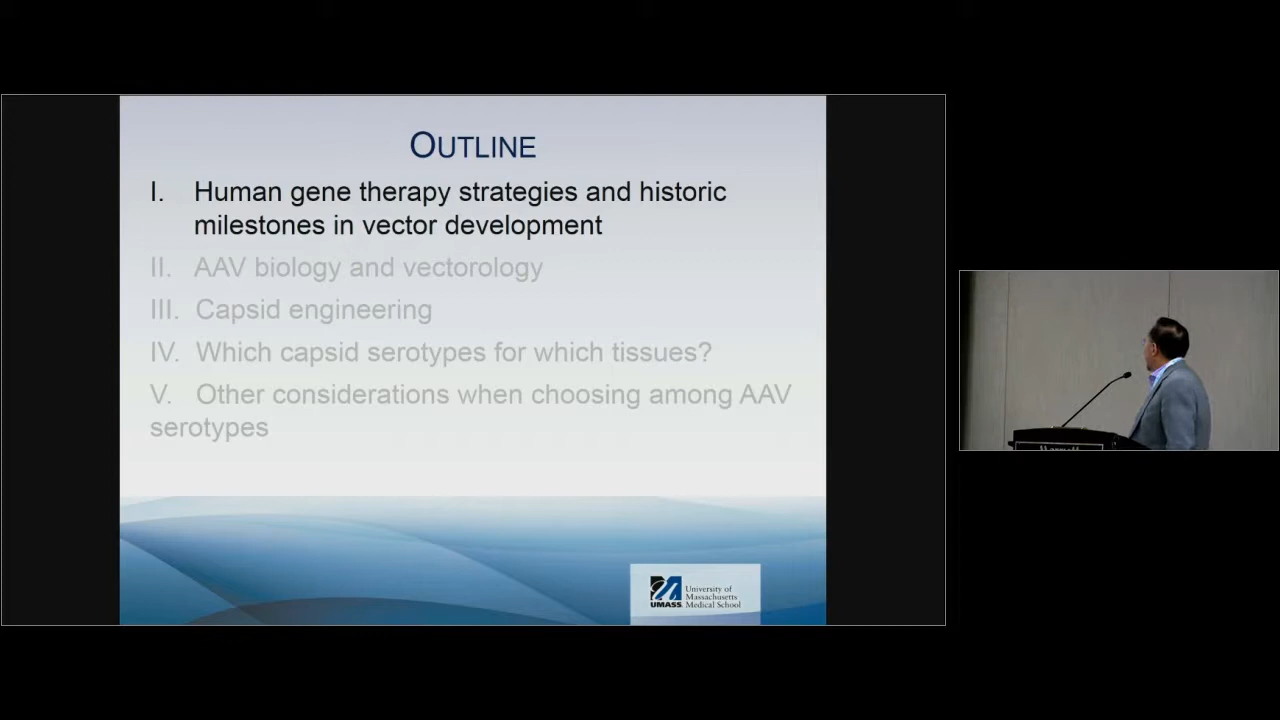 OUTLINE
I. Human gene therapy strategies and historic
milestones in vector development
II. AAV biology and vectorology
III. Capsid engineering
IV. Which capsid serotypes for which tissues?
V. Other considerations when choosing among AAV
serotypes
UMASS
University of
Massachusetts
Medical School